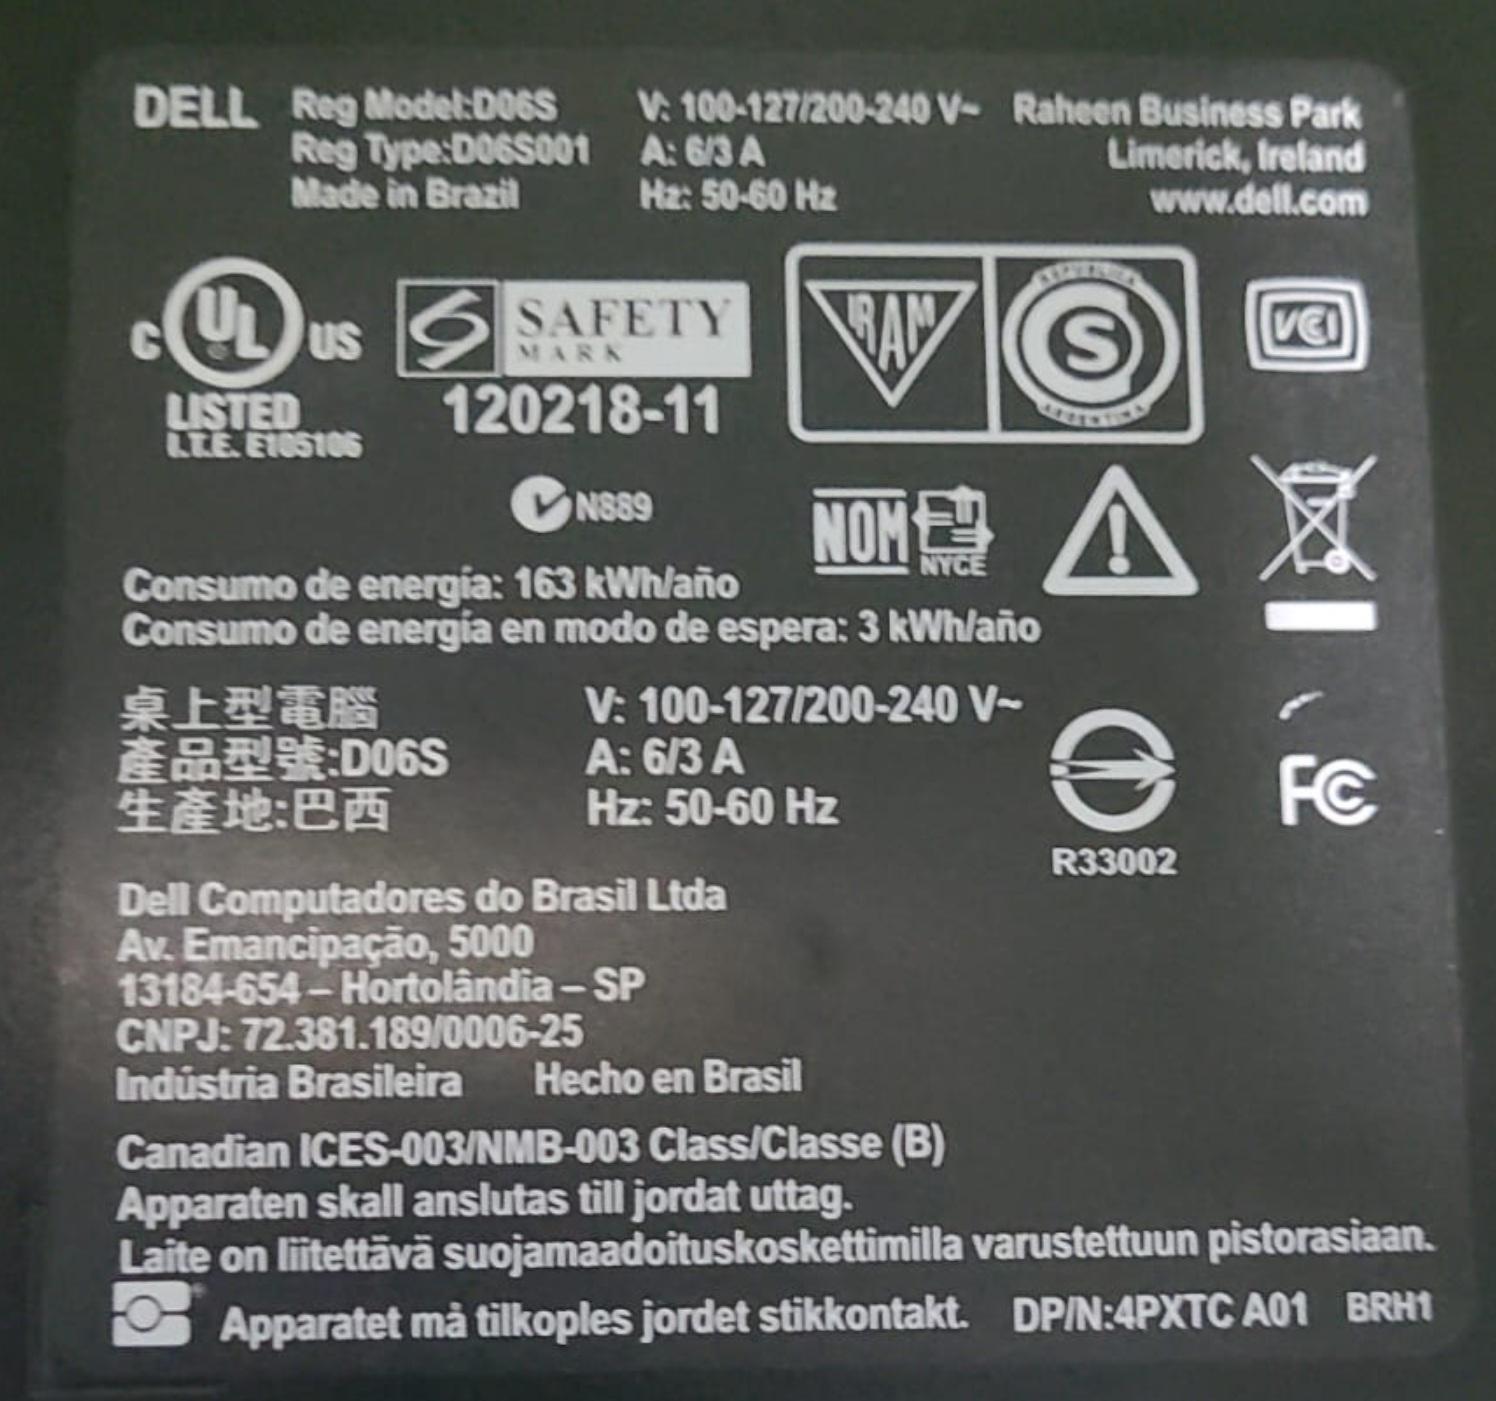 DELL Reg Model:D06S V: 100-127/200-240 V~ Raheen Business Park
Reg Type:D06S001 A: 6/3 A Limerick, Ireland
Made in Brazil Hz: 50-60 Hz www.dell.com
C UL US
LISTED
I.T.E. E105106
SAFETY
MARK
120218-11
IRAM
REPUBLICA
S
ARGENTINA
VCI
N889
NOM
NYCE
Consumo de energía: 163 kWh/año
Consumo de energía en modo de espera: 3 kWh/año
桌上型電腦 V: 100-127/200-240 V~
產品型號:D06S A: 6/3 A
生產地:巴西 Hz: 50-60 Hz
R33002
FC
Dell Computadores do Brasil Ltda
Av. Emancipação, 5000
13184-654 – Hortolândia – SP
CNPJ: 72.381.189/0006-25
Indústria Brasileira Hecho en Brasil
Canadian ICES-003/NMB-003 Class/Classe (B)
Apparaten skall anslutas till jordat uttag.
Laite on liitettävä suojamaadoituskoskettimilla varustettuun pistorasiaan.
Apparatet må tilkoples jordet stikkontakt. DP/N:4PXTC A01 BRH1